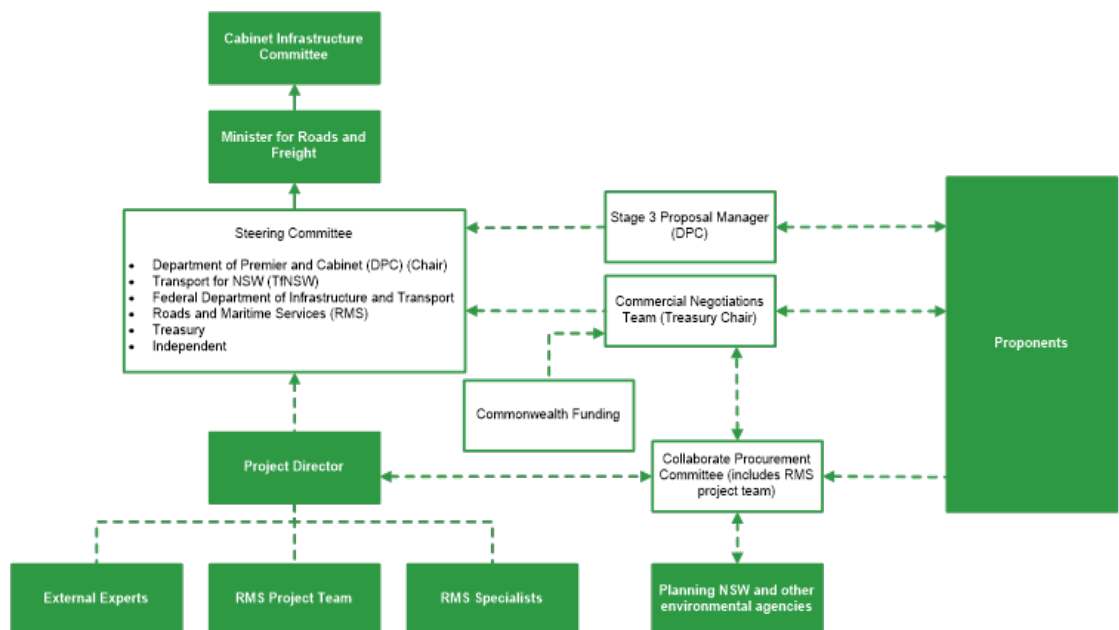 Cabinet Infrastructure
Committee
Minister for Roads and
Freight
Steering Committee
• Department of Premier and Cabinet (DPC) (Chair)
• Transport for NSW (TfNSW)
• Federal Department of Infrastructure and Transport
• Roads and Maritime Services (RMS)
• Treasury
• Independent
Stage 3 Proposal Manager
(DPC)
Commercial Negotiations
Team (Treasury Chair)
Proponents
Commonwealth Funding
Project Director
Collaborate Procurement
Committee (includes RMS
project team)
External Experts
RMS Project Team
RMS Specialists
Planning NSW and other
environmental agencies